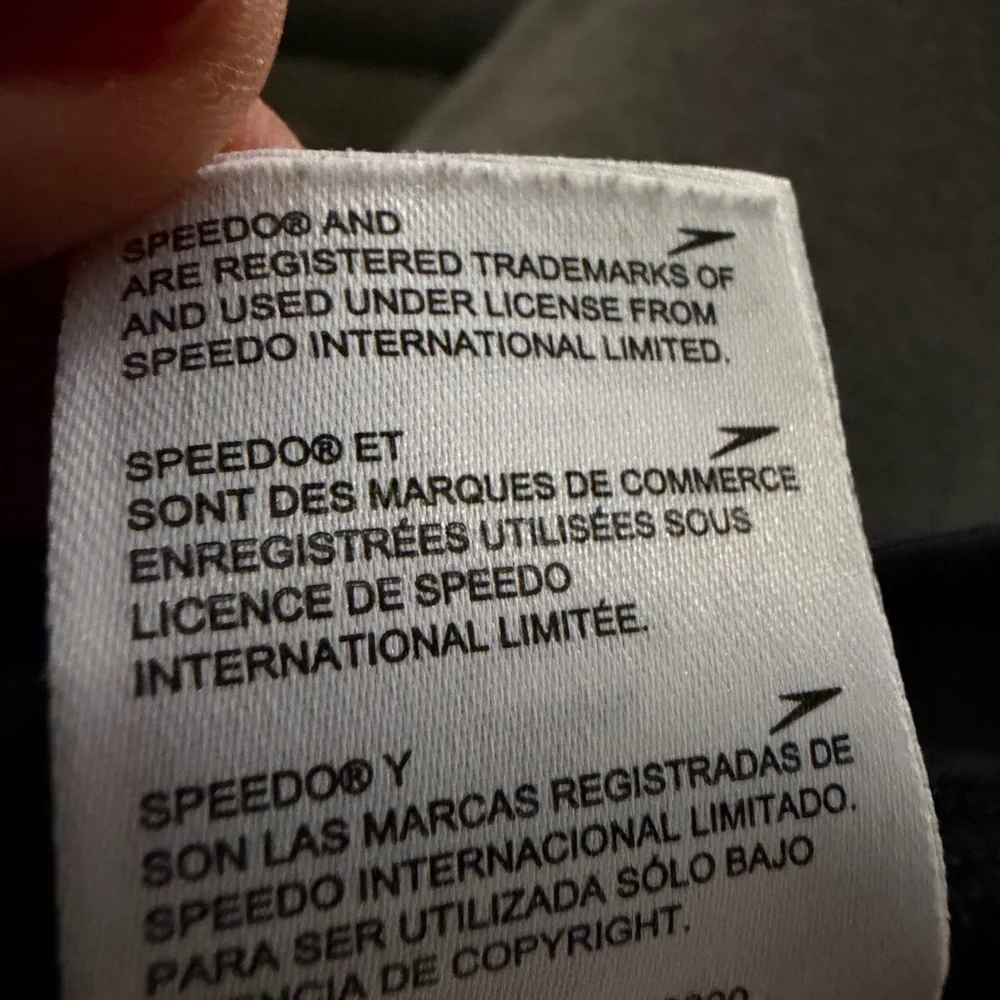 SPEEDO® AND
ARE REGISTERED TRADEMARKS OF
AND USED UNDER LICENSE FROM
SPEEDO INTERNATIONAL LIMITED.
SPEEDO® ET
SONT DES MARQUES DE COMMERCE
ENREGISTRÉES UTILISÉES SOUS
LICENCE DE SPEEDO
INTERNATIONAL LIMITÉE.
SPEEDO® Y
SON LAS MARCAS REGISTRADAS DE
SPEEDO INTERNACIONAL LIMITADO.
PARA SER UTILIZADA SÓLO BAJO
DE COPYRIGHT.